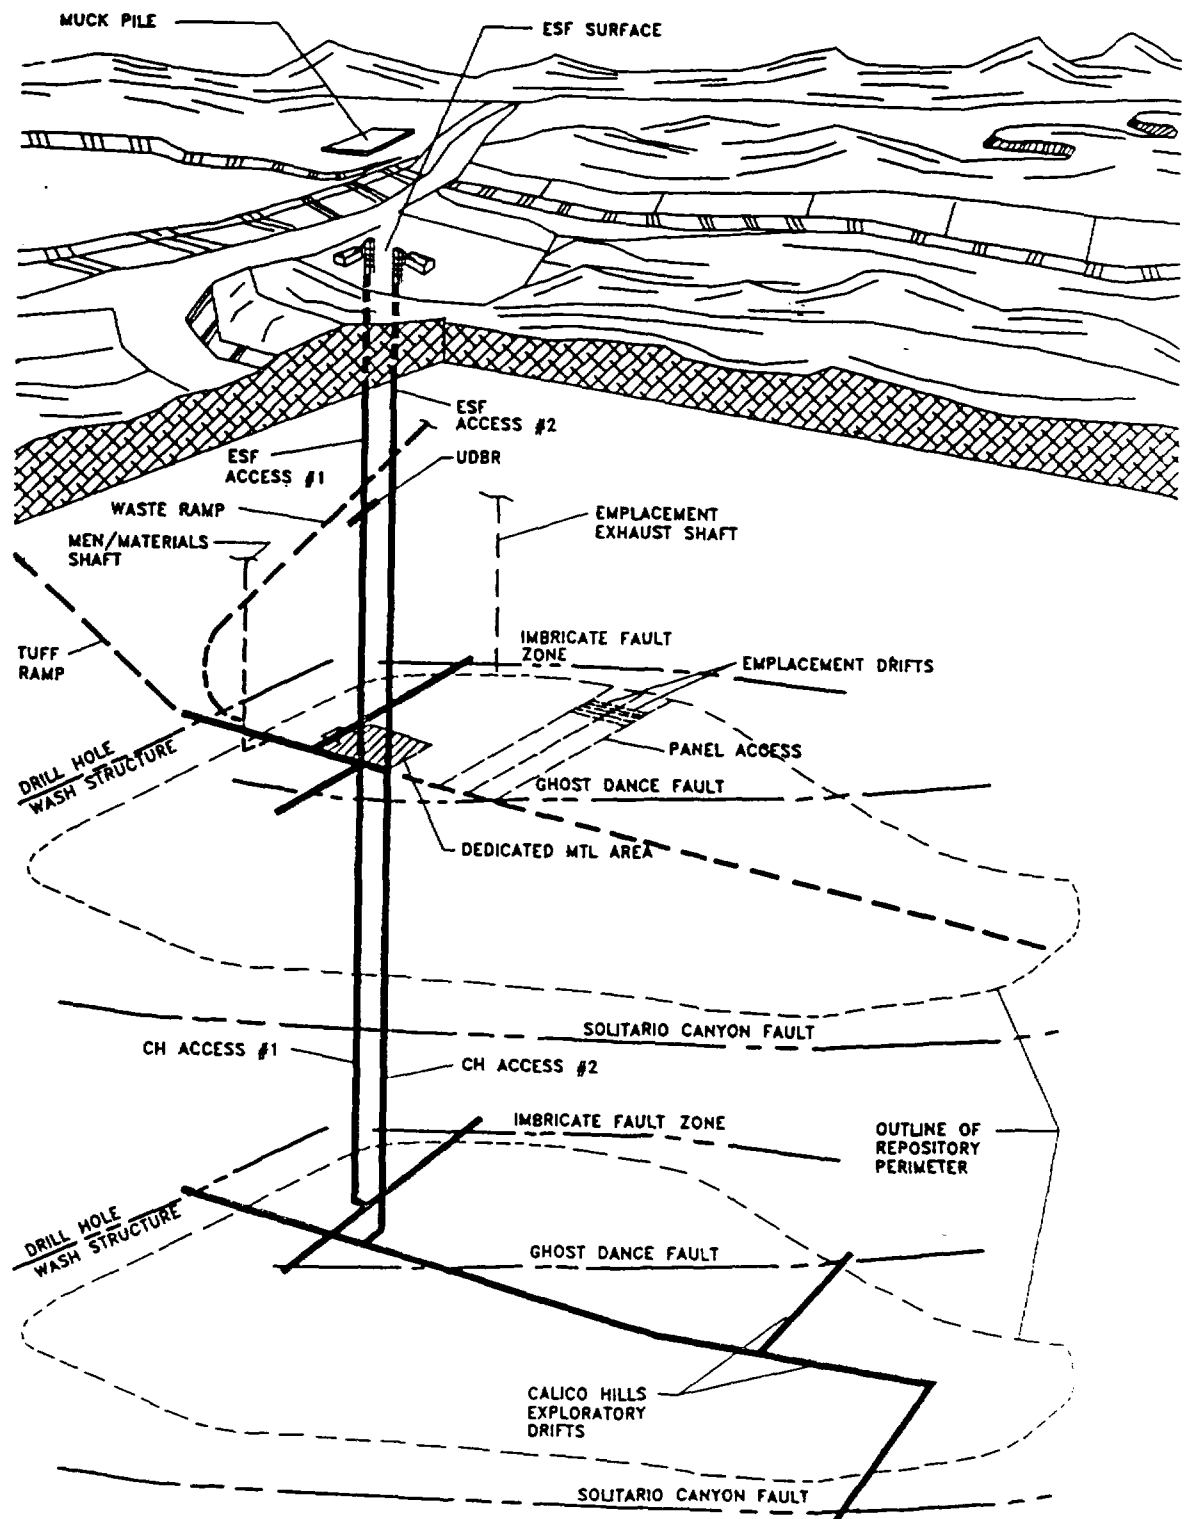 MUCK PILE
ESF SURFACE
ESF
ACCESS #2
ESF
ACCESS #1
UDBR
WASTE RAMP
EMPLACEMENT
EXHAUST SHAFT
MEN/MATERIALS
SHAFT
TUFF
RAMP
IMBRICATE FAULT
ZONE
EMPLACEMENT DRIFTS
PANEL ACCESS
DRILL HOLE
WASH STRUCTURE
GHOST DANCE FAULT
DEDICATED MTL AREA
SOLITARIO CANYON FAULT
CH ACCESS #1
CH ACCESS #2
IMBRICATE FAULT ZONE
OUTLINE OF
REPOSITORY
PERIMETER
DRILL HOLE
WASH STRUCTURE
GHOST DANCE FAULT
CALICO HILLS
EXPLORATORY
DRIFTS
SOLITARIO CANYON FAULT